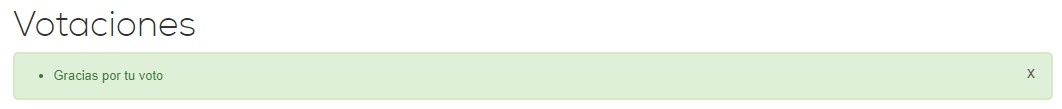 Votaciones
Gracias por tu voto
x